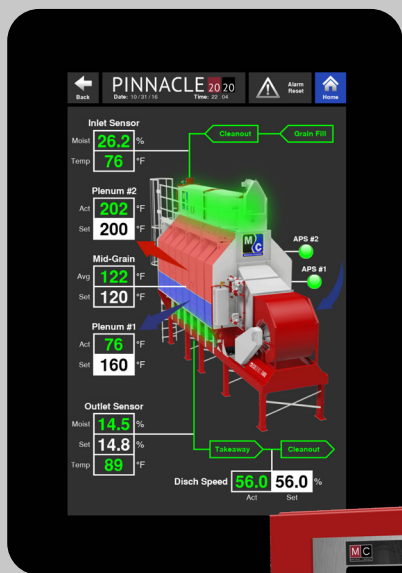 PINNACLE 20 20
Back
Date: 10/31/16 Time: 22:04
Alarm
Reset
Home
Inlet Sensor
Moist 26.2 %
Temp 76 °F
Cleanout
Grain Fill
Plenum #2
Act 202 °F
Set 200 °F
MC
APS #2
Mid-Grain
APS #1
Avg 122 °F
Set 120 °F
Plenum #1
Act 76 °F
Set 160 °F
Outlet Sensor
Moist 14.5 %
Set 14.8 %
Temp 89 °F
Takeaway
Cleanout
Disch Speed 56.0 56.0 %
Act Set
MC